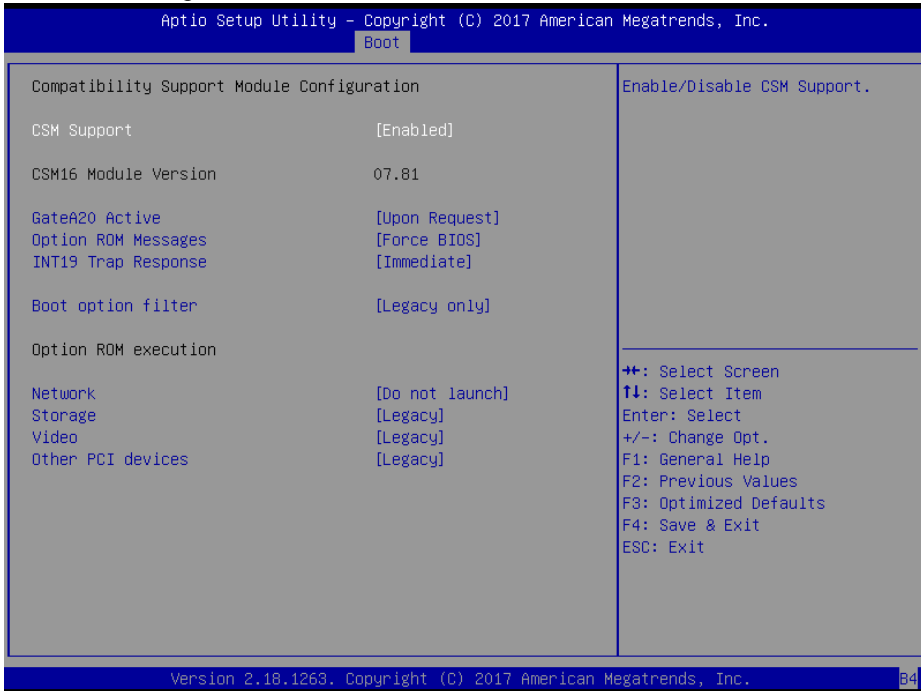 Aptio Setup Utility – Copyright (C) 2017 American Megatrends, Inc.
Boot
Compatibility Support Module Configuration
Enable/Disable CSM Support.
CSM Support [Enabled]
CSM16 Module Version 07.81
GateA20 Active [Upon Request]
Option ROM Messages [Force BIOS]
INT19 Trap Response [Immediate]
Boot option filter [Legacy only]
Option ROM execution
Network [Do not launch]
Storage [Legacy]
Video [Legacy]
Other PCI devices [Legacy]
→←: Select Screen
↑↓: Select Item
Enter: Select
+/-: Change Opt.
F1: General Help
F2: Previous Values
F3: Optimized Defaults
F4: Save & Exit
ESC: Exit
Version 2.18.1263. Copyright (C) 2017 American Megatrends, Inc.
B4